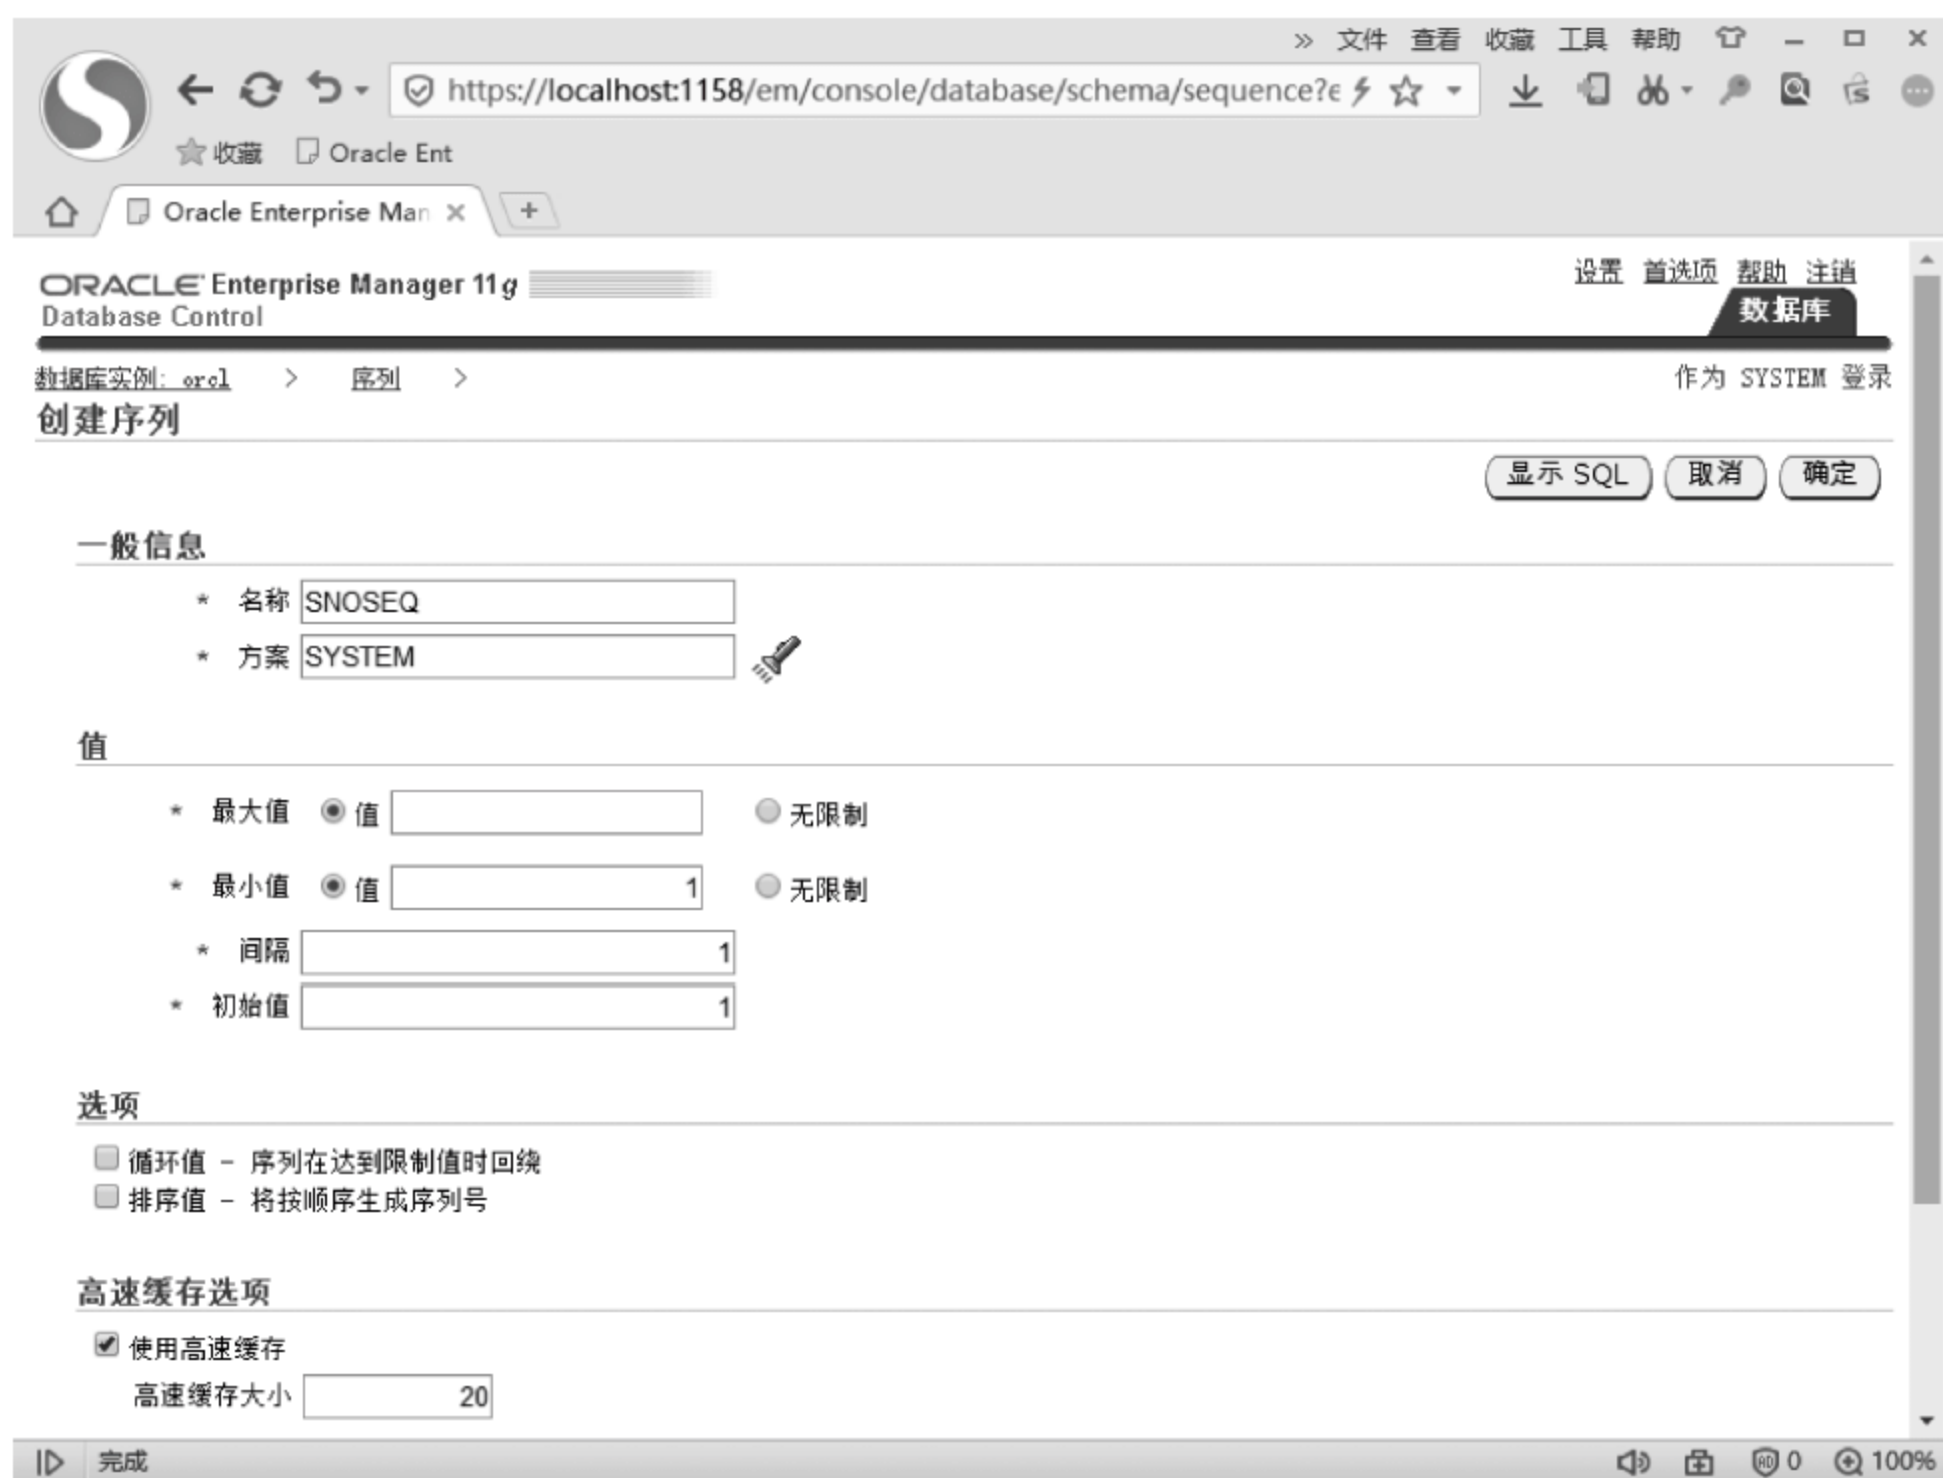 » 文件 查看 收藏 工具 帮助
https://localhost:1158/em/console/database/schema/sequence?e
收藏 Oracle Ent
Oracle Enterprise Man
ORACLE Enterprise Manager 11g
Database Control
设置 首选项 帮助 注销
数据库
数据库实例: orcl > 序列 >
作为 SYSTEM 登录
创建序列
显示 SQL 取消 确定
一般信息
* 名称 SNOSEQ
* 方案 SYSTEM
值
* 最大值 值 无限制
* 最小值 值 1 无限制
* 间隔 1
* 初始值 1
选项
循环值 - 序列在达到限制值时回绕
排序值 - 将按顺序生成序列号
高速缓存选项
使用高速缓存
高速缓存大小 20
完成
0 100%